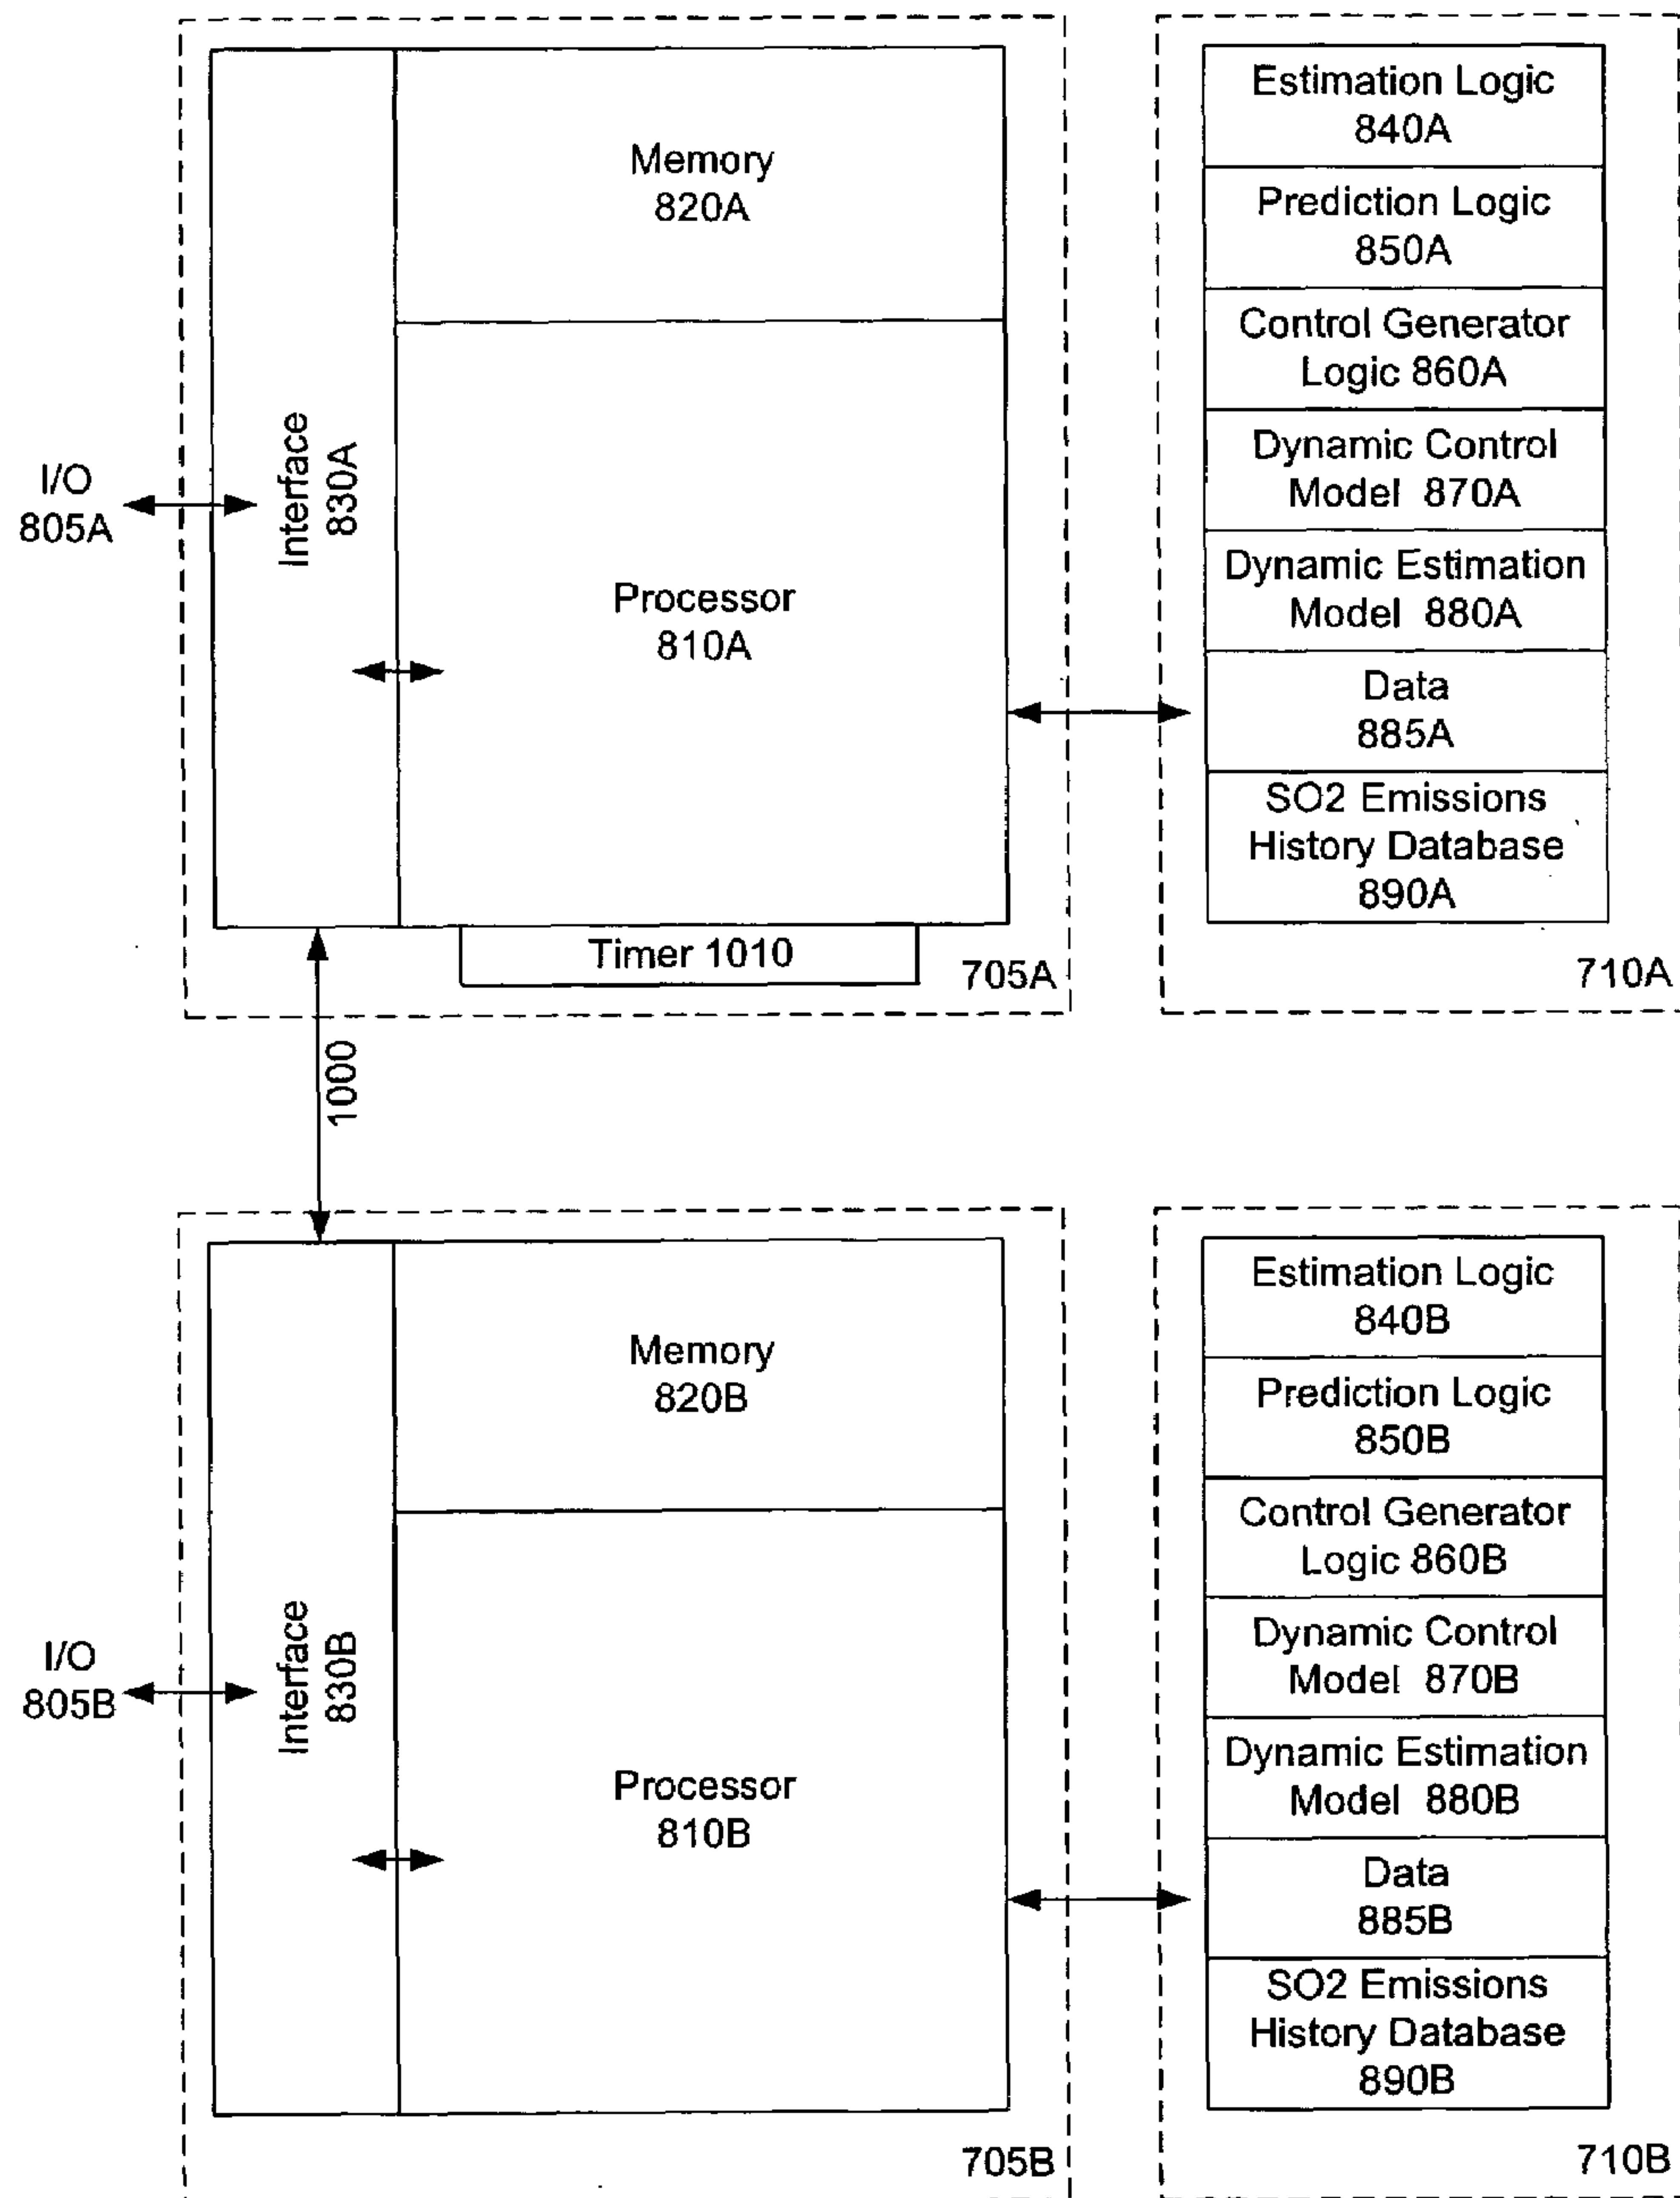 Memory
820A
Processor
810A
Interface
830A
I/O
805A
Timer 1010
705A
Estimation Logic
840A
Prediction Logic
850A
Control Generator
Logic 860A
Dynamic Control
Model 870A
Dynamic Estimation
Model 880A
Data
885A
SO2 Emissions
History Database
890A
710A
1000
Memory
820B
Processor
810B
Interface
830B
I/O
805B
705B
Estimation Logic
840B
Prediction Logic
850B
Control Generator
Logic 860B
Dynamic Control
Model 870B
Dynamic Estimation
Model 880B
Data
885B
SO2 Emissions
History Database
890B
710B